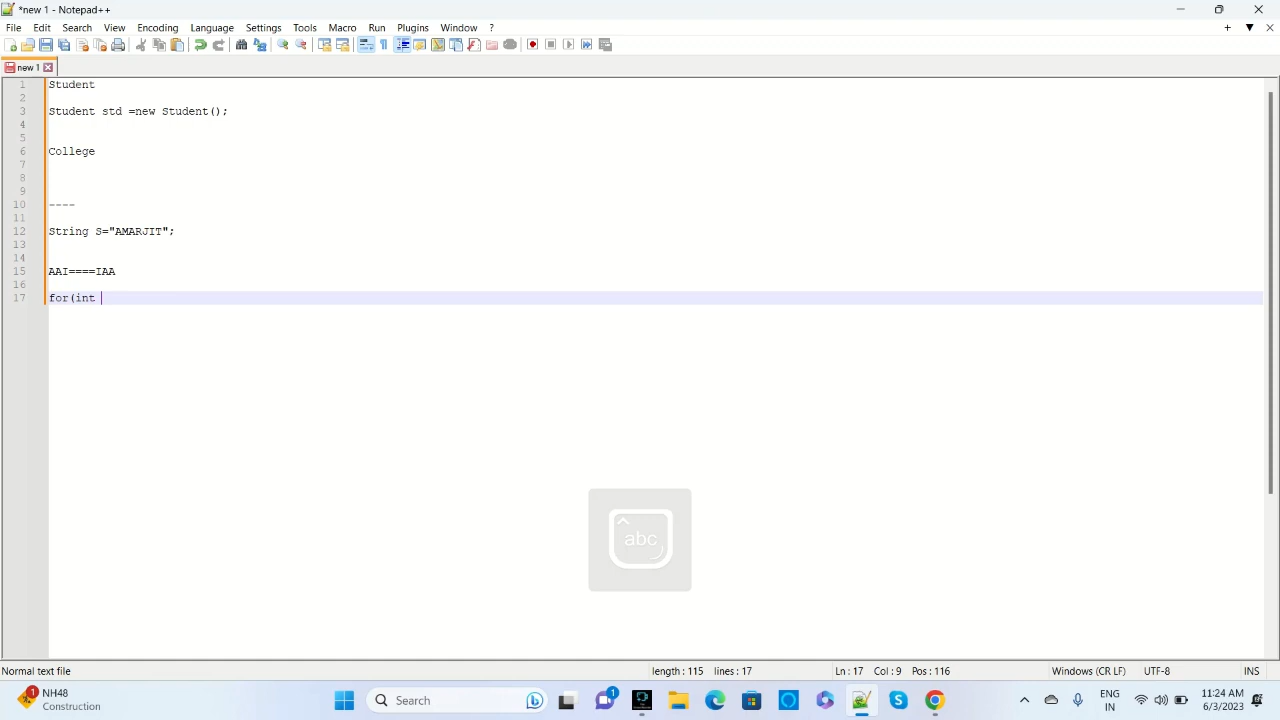 *new 1 - Notepad++
File Edit Search View Encoding Language Settings Tools Macro Run Plugins Window ?
new 1
1 Student
2
3 Student std =new Student();
4
5
6 College
7
8
9
10 ----
11
12 String S="AMARJIT";
13
14
15 AAI====IAA
16
17 for(int
abc
Normal text file length : 115 lines : 17 Ln : 17 Col : 9 Pos : 116 Windows (CR LF) UTF-8 INS
1 NH48
Construction
Search
1
ENG
IN
11:24 AM
6/3/2023